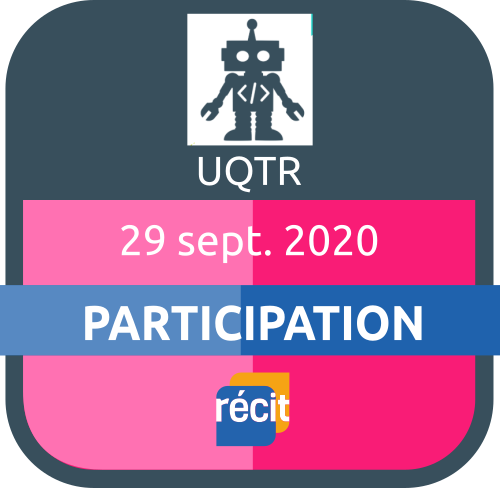 </>
UQTR
29 sept. 2020
PARTICIPATION
récit